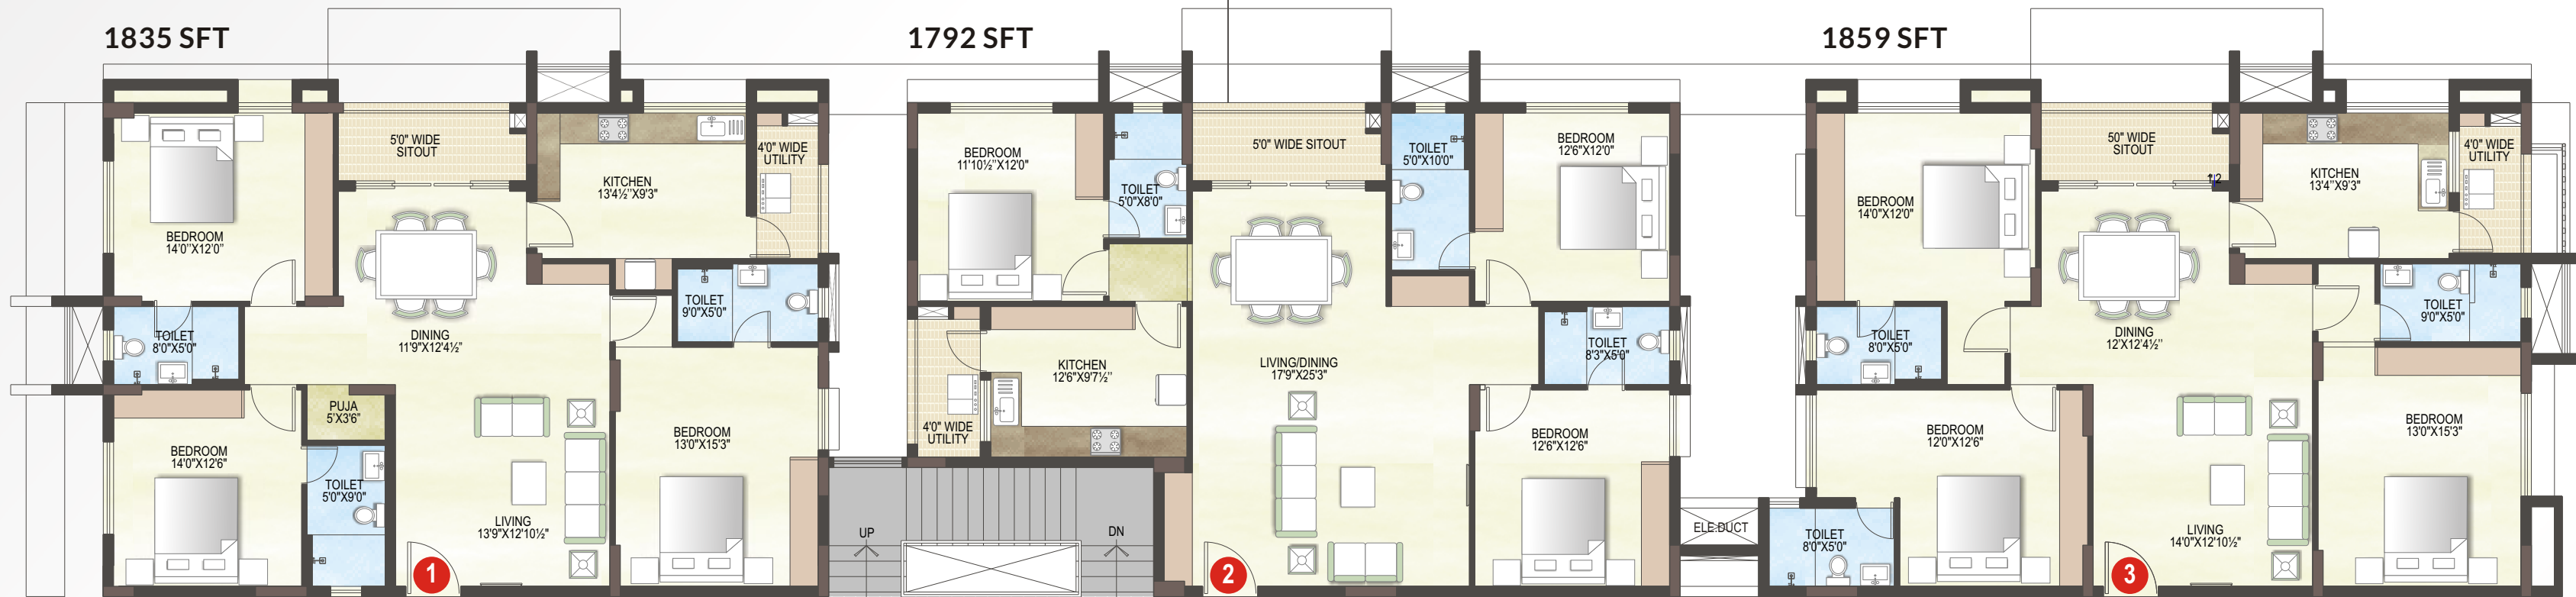 1835 SFT
5'0" WIDE
SITOUT
4'0" WIDE
UTILITY
KITCHEN
13'4½"X9'3"
BEDROOM
14'0"X12'0"
TOILET
9'0"X5'0"
TOILET
8'0"X5'0"
DINING
11'9"X12'4½"
PUJA
5'X3'6"
BEDROOM
14'0"X12'6"
TOILET
5'0"X9'0"
BEDROOM
13'0"X15'3"
LIVING
13'9"X12'10½"
1
UP
DN
1792 SFT
BEDROOM
11'10½"X12'0"
TOILET
5'0"X8'0"
5'0" WIDE SITOUT
TOILET
5'0"X10'0"
BEDROOM
12'6"X12'0"
KITCHEN
12'6"X9'7½"
4'0" WIDE
UTILITY
LIVING/DINING
17'9"X25'3"
TOILET
8'3"X5'0"
BEDROOM
12'6"X12'6"
2
ELE.DUCT
1859 SFT
50" WIDE
SITOUT
12
4'0" WIDE
UTILITY
KITCHEN
13'4"X9'3"
BEDROOM
14'0"X12'0"
TOILET
9'0"X5'0"
TOILET
8'0"X5'0"
DINING
12'X12'4½"
BEDROOM
12'0"X12'6"
BEDROOM
13'0"X15'3"
TOILET
8'0"X5'0"
LIVING
14'0"X12'10½"
3